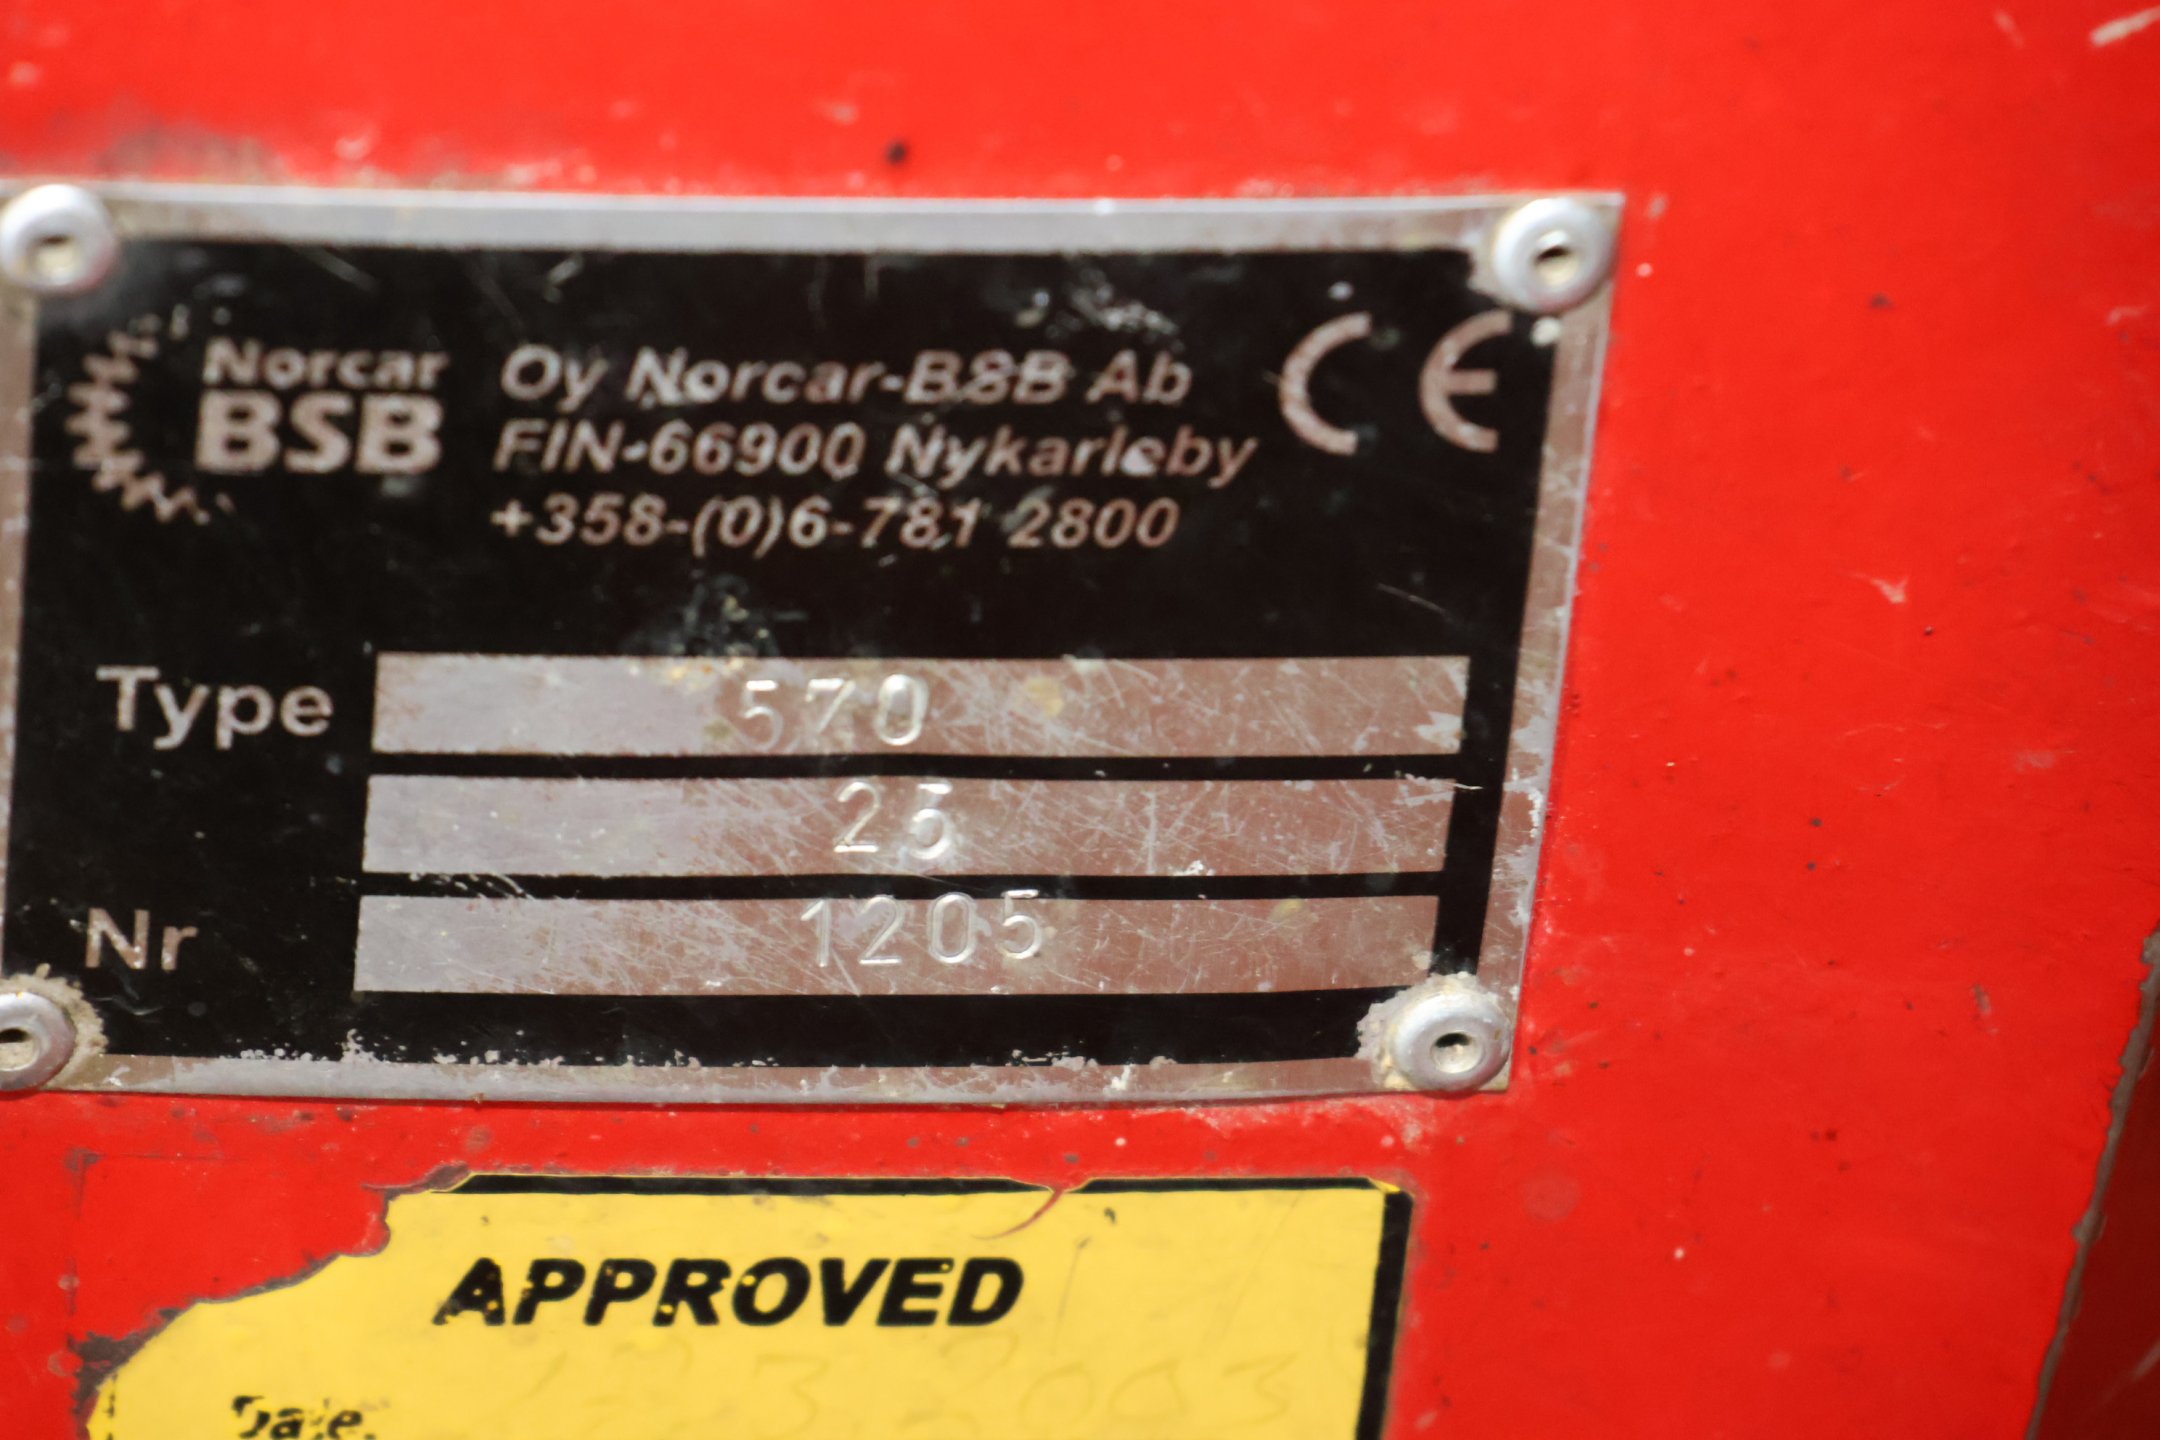 Norcar
BSB
Oy Norcar-BSB Ab
FIN-66900 Nykarleby
+358-(0)6-781 2800
CE
Type 570
25
Nr 1205
APPROVED
Date.